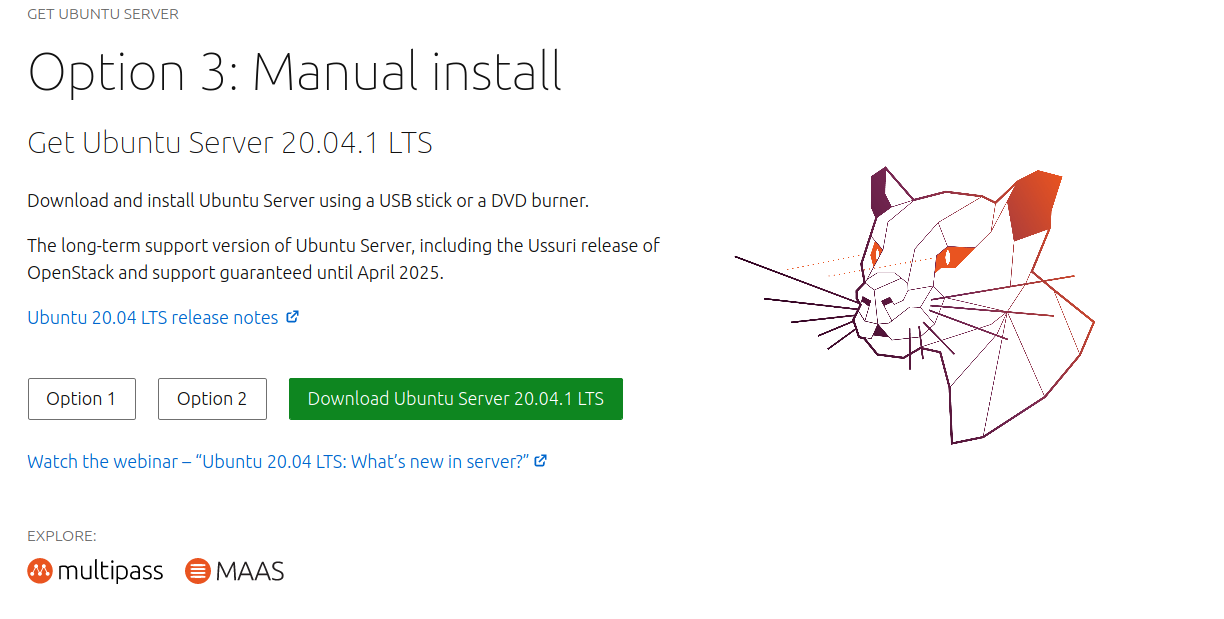 GET UBUNTU SERVER
Option 3: Manual install
Get Ubuntu Server 20.04.1 LTS
Download and install Ubuntu Server using a USB stick or a DVD burner.
The long-term support version of Ubuntu Server, including the Ussuri release of
OpenStack and support guaranteed until April 2025.
Ubuntu 20.04 LTS release notes
Option 1
Option 2
Download Ubuntu Server 20.04.1 LTS
Watch the webinar – “Ubuntu 20.04 LTS: What’s new in server?”
EXPLORE:
multipass
MAAS